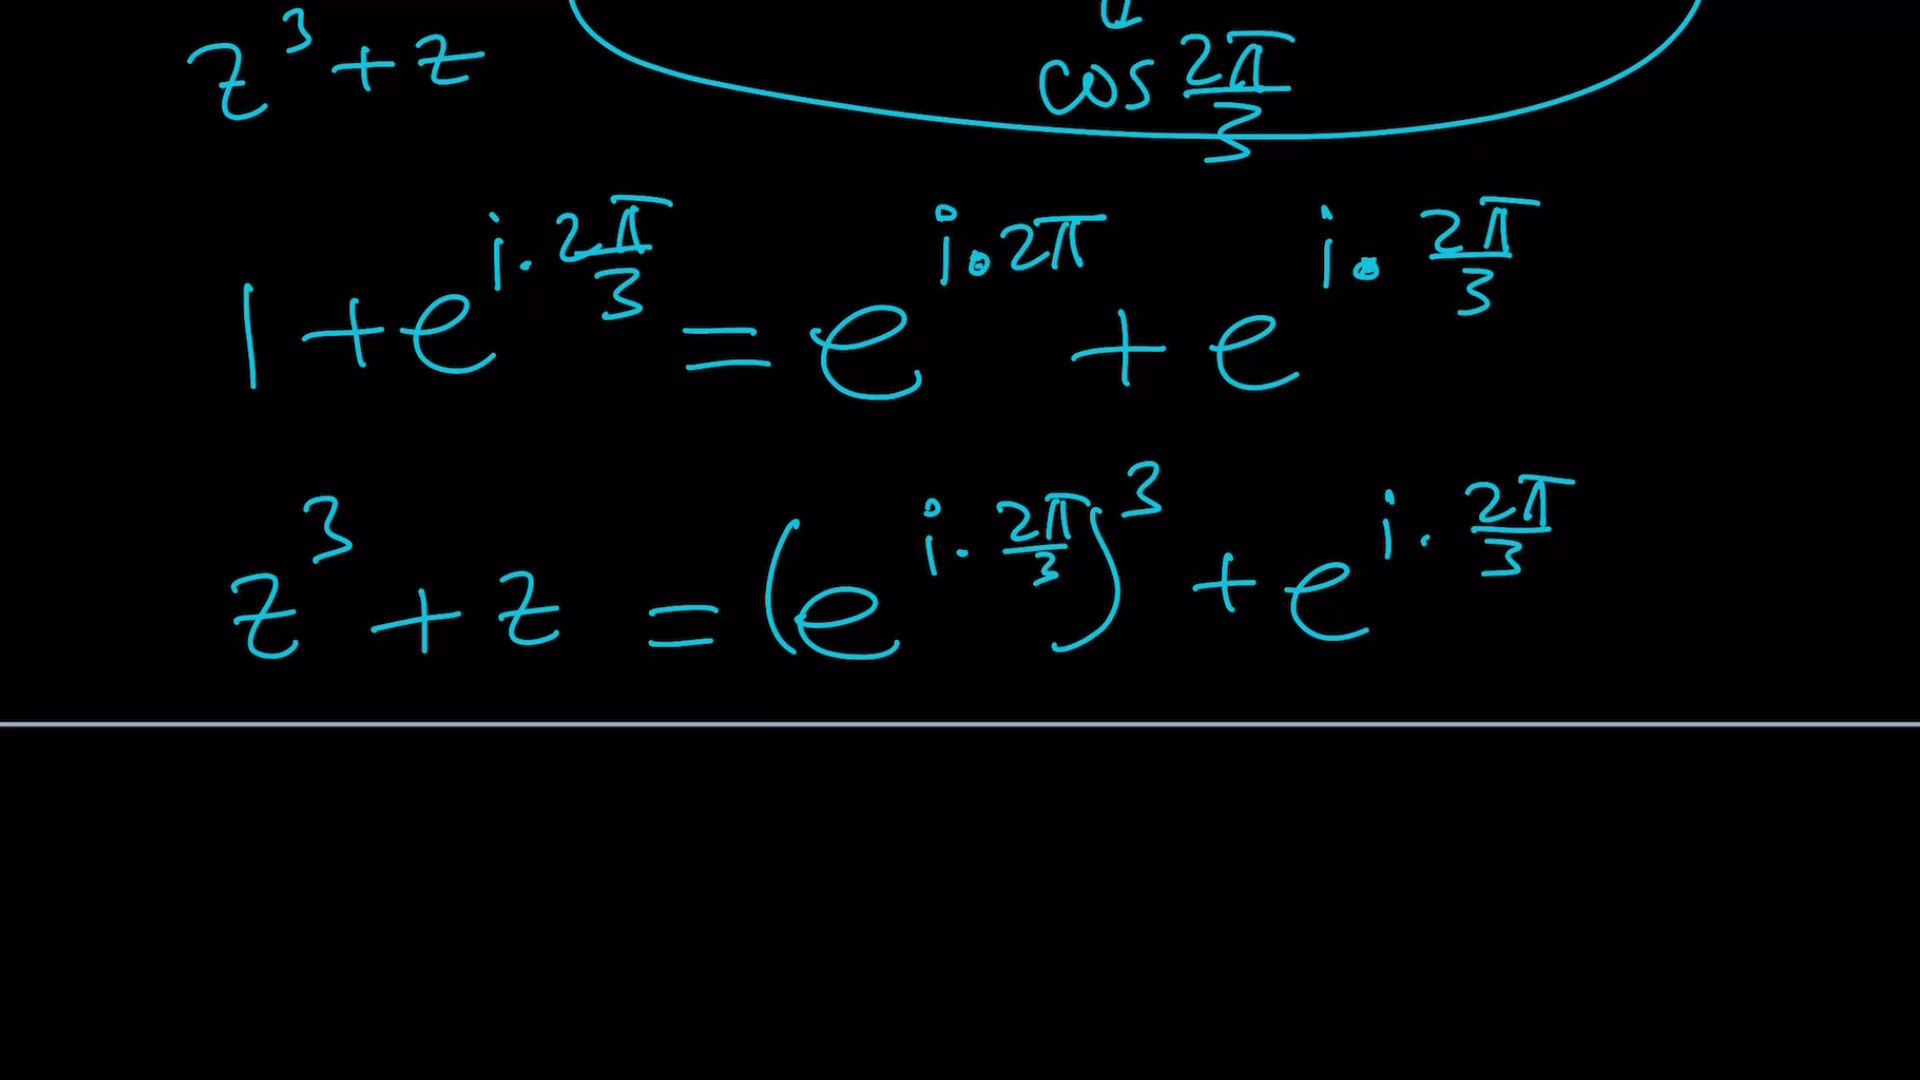 z³ + z
cos 2π/3
1 + e^(i·2π/3) = e^(i·2π) + e^(i·2π/3)
z³ + z = (e^(i·2π/3))³ + e^(i·2π/3)